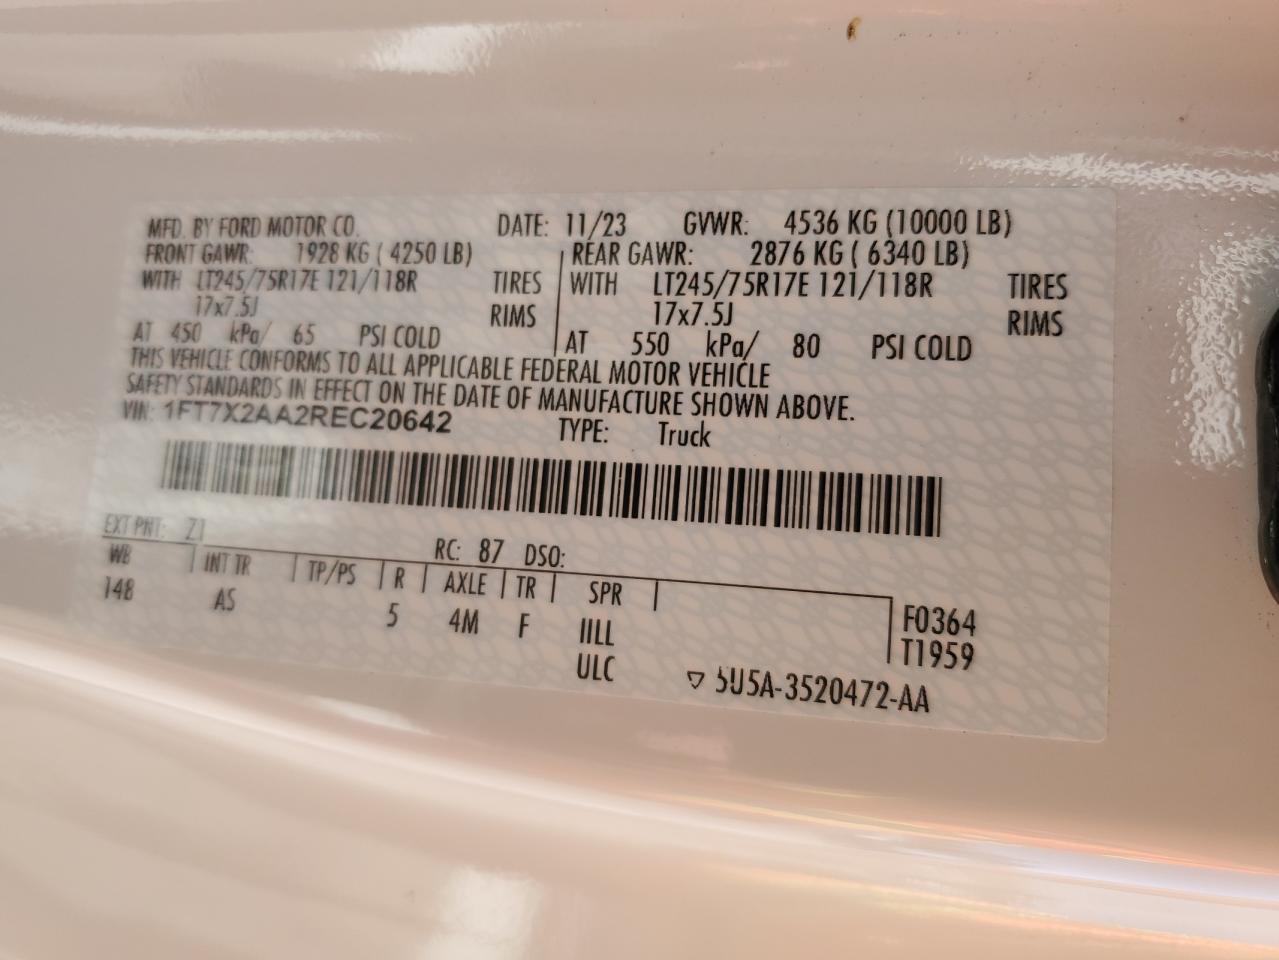 MFD. BY FORD MOTOR CO. DATE: 11/23 GVWR: 4536 KG (10000 LB)
FRONT GAWR: 1928 KG ( 4250 LB) REAR GAWR: 2876 KG ( 6340 LB)
WITH LT245/75R17E 121/118R TIRES WITH LT245/75R17E 121/118R TIRES
17x7.5J RIMS 17x7.5J RIMS
AT 450 kPa/ 65 PSI COLD AT 550 kPa/ 80 PSI COLD
THIS VEHICLE CONFORMS TO ALL APPLICABLE FEDERAL MOTOR VEHICLE
SAFETY STANDARDS IN EFFECT ON THE DATE OF MANUFACTURE SHOWN ABOVE.
VIN: 1FT7X2AA2REC20642 TYPE: Truck
EXT PNT: Z1 RC: 87 DSO:
WB INT TR TP/PS R AXLE TR SPR
148 AS 5 4M F IILL F0364
ULC T1959
▽ 5U5A-3520472-AA